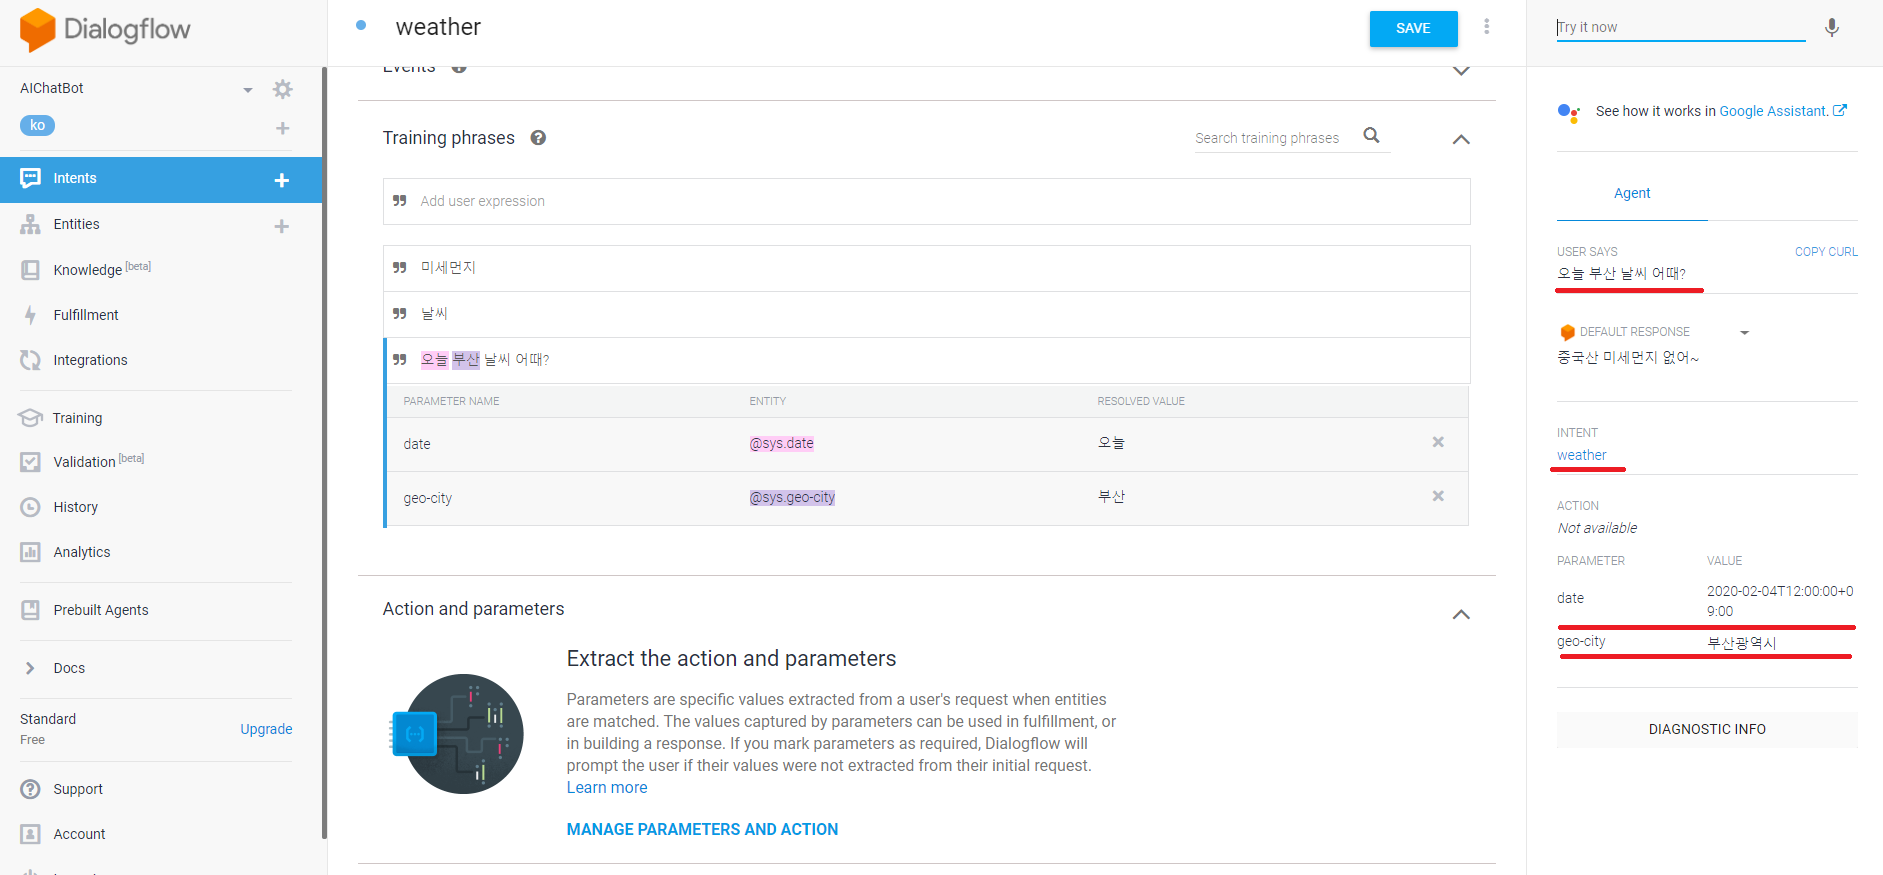 Dialogflow
AIChatBot
ko
Intents
Entities
Knowledge [beta]
Fulfillment
Integrations
Training
Validation [beta]
History
Analytics
Prebuilt Agents
Docs
Standard
Free
Upgrade
Support
Account
weather
SAVE
Events
Training phrases
Search training phrases
Add user expression
미세먼지
날씨
오늘 부산 날씨 어때?
PARAMETER NAME ENTITY RESOLVED VALUE
date @sys.date 오늘
geo-city @sys.geo-city 부산
Action and parameters
Extract the action and parameters
Parameters are specific values extracted from a user's request when entities
are matched. The values captured by parameters can be used in fulfillment, or
in building a response. If you mark parameters as required, Dialogflow will
prompt the user if their values were not extracted from their initial request.
Learn more
MANAGE PARAMETERS AND ACTION
Try it now
See how it works in Google Assistant.
Agent
USER SAYS COPY CURL
오늘 부산 날씨 어때?
DEFAULT RESPONSE
중국산 미세먼지 없어~
INTENT
weather
ACTION
Not available
PARAMETER VALUE
date 2020-02-04T12:00:00+0
9:00
geo-city 부산광역시
DIAGNOSTIC INFO